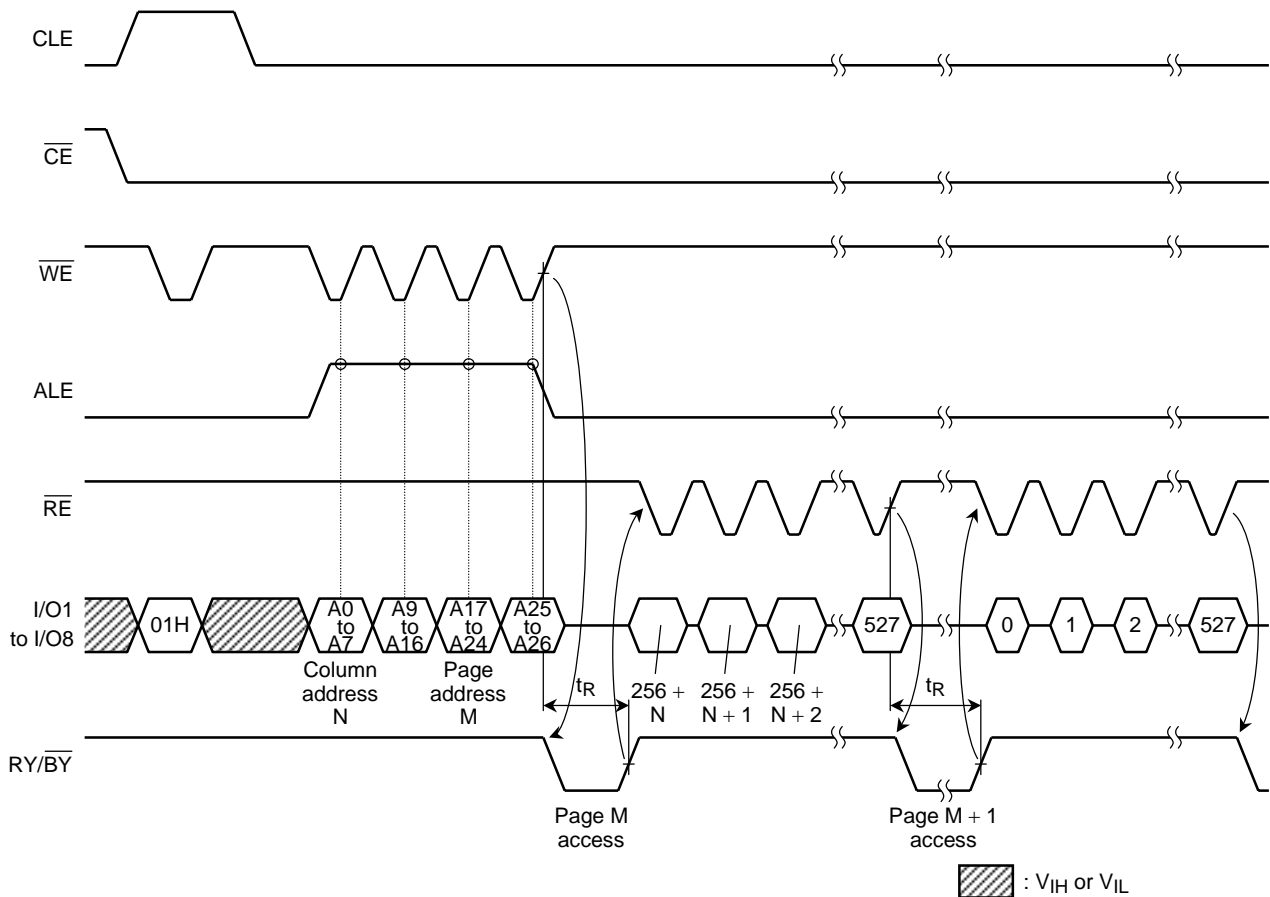 CLE
CE
WE
ALE
RE
I/O1
to I/O8
01H
A0
to
A7
A9
to
A16
A17
to
A24
A25
to
A26
527
0
1
2
527
Column
address
N
Page
address
M
tR
256 +
N
256 +
N + 1
256 +
N + 2
tR
RY/BY
Page M
access
Page M + 1
access
: VIH or VIL